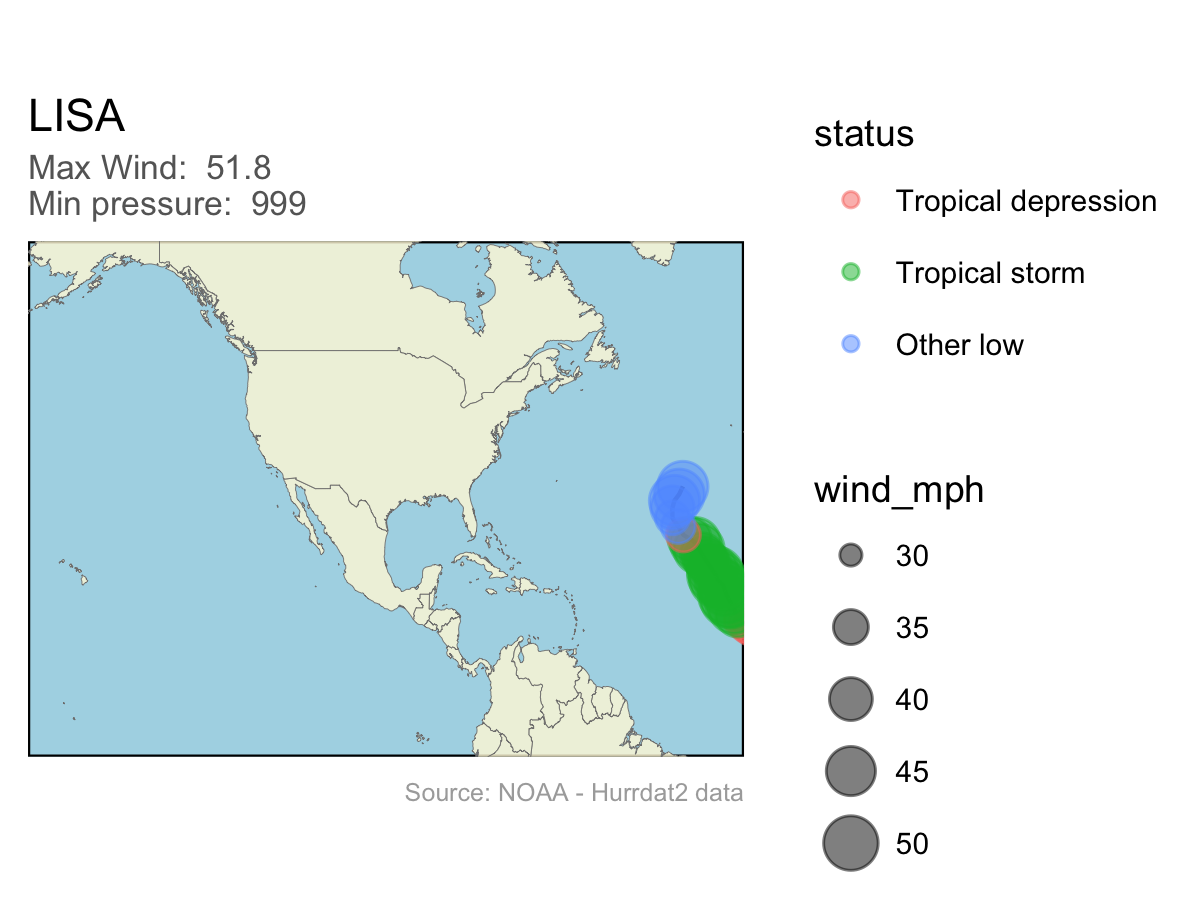 LISA
Max Wind:  51.8
Min pressure:  999
Source: NOAA - Hurrdat2 data
status
Tropical depression
Tropical storm
Other low
wind_mph
30
35
40
45
50